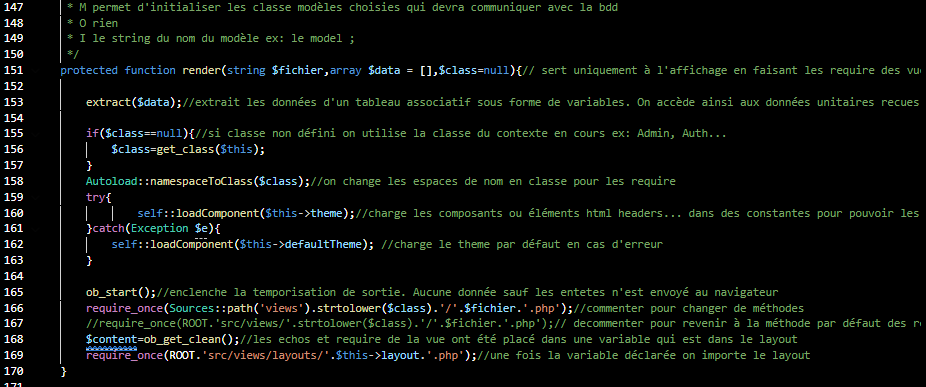 147 * M permet d'initialiser les classe modèles choisies qui devra communiquer avec la bdd
148 * O rien
149 * I le string du nom du modèle ex: le model ;
150 */
151 protected function render(string $fichier,array $data = [],$class=null){// sert uniquement à l'affichage en faisant les require des vue
152
153 extract($data);//extrait les données d'un tableau associatif sous forme de variables. On accède ainsi aux données unitaires recues
154
155 if($class==null){//si classe non défini on utilise la classe du contexte en cours ex: Admin, Auth...
156 $class=get_class($this);
157 }
158 Autoload::namespaceToClass($class);//on change les espaces de nom en classe pour les require
159 try{
160 self::loadComponent($this->theme);//charge les composants ou éléments html headers... dans des constantes pour pouvoir les
161 }catch(Exception $e){
162 self::loadComponent($this->defaultTheme); //charge le theme par défaut en cas d'erreur
163 }
164
165 ob_start();//enclenche la temporisation de sortie. Aucune donnée sauf les entetes n'est envoyé au navigateur
166 require_once(Sources::path('views').strtolower($class).'/'.$fichier.'.php');//commenter pour changer de méthodes
167 //require_once(ROOT.'src/views/'.strtolower($class).'/'.$fichier.'.php');// decommenter pour revenir à la méthode par défaut des re
168 $content=ob_get_clean();//les echos et require de la vue ont été placé dans une variable qui est dans le layout
169 require_once(ROOT.'src/views/layouts/'.$this->layout.'.php');//une fois la variable déclarée on importe le layout
170 }